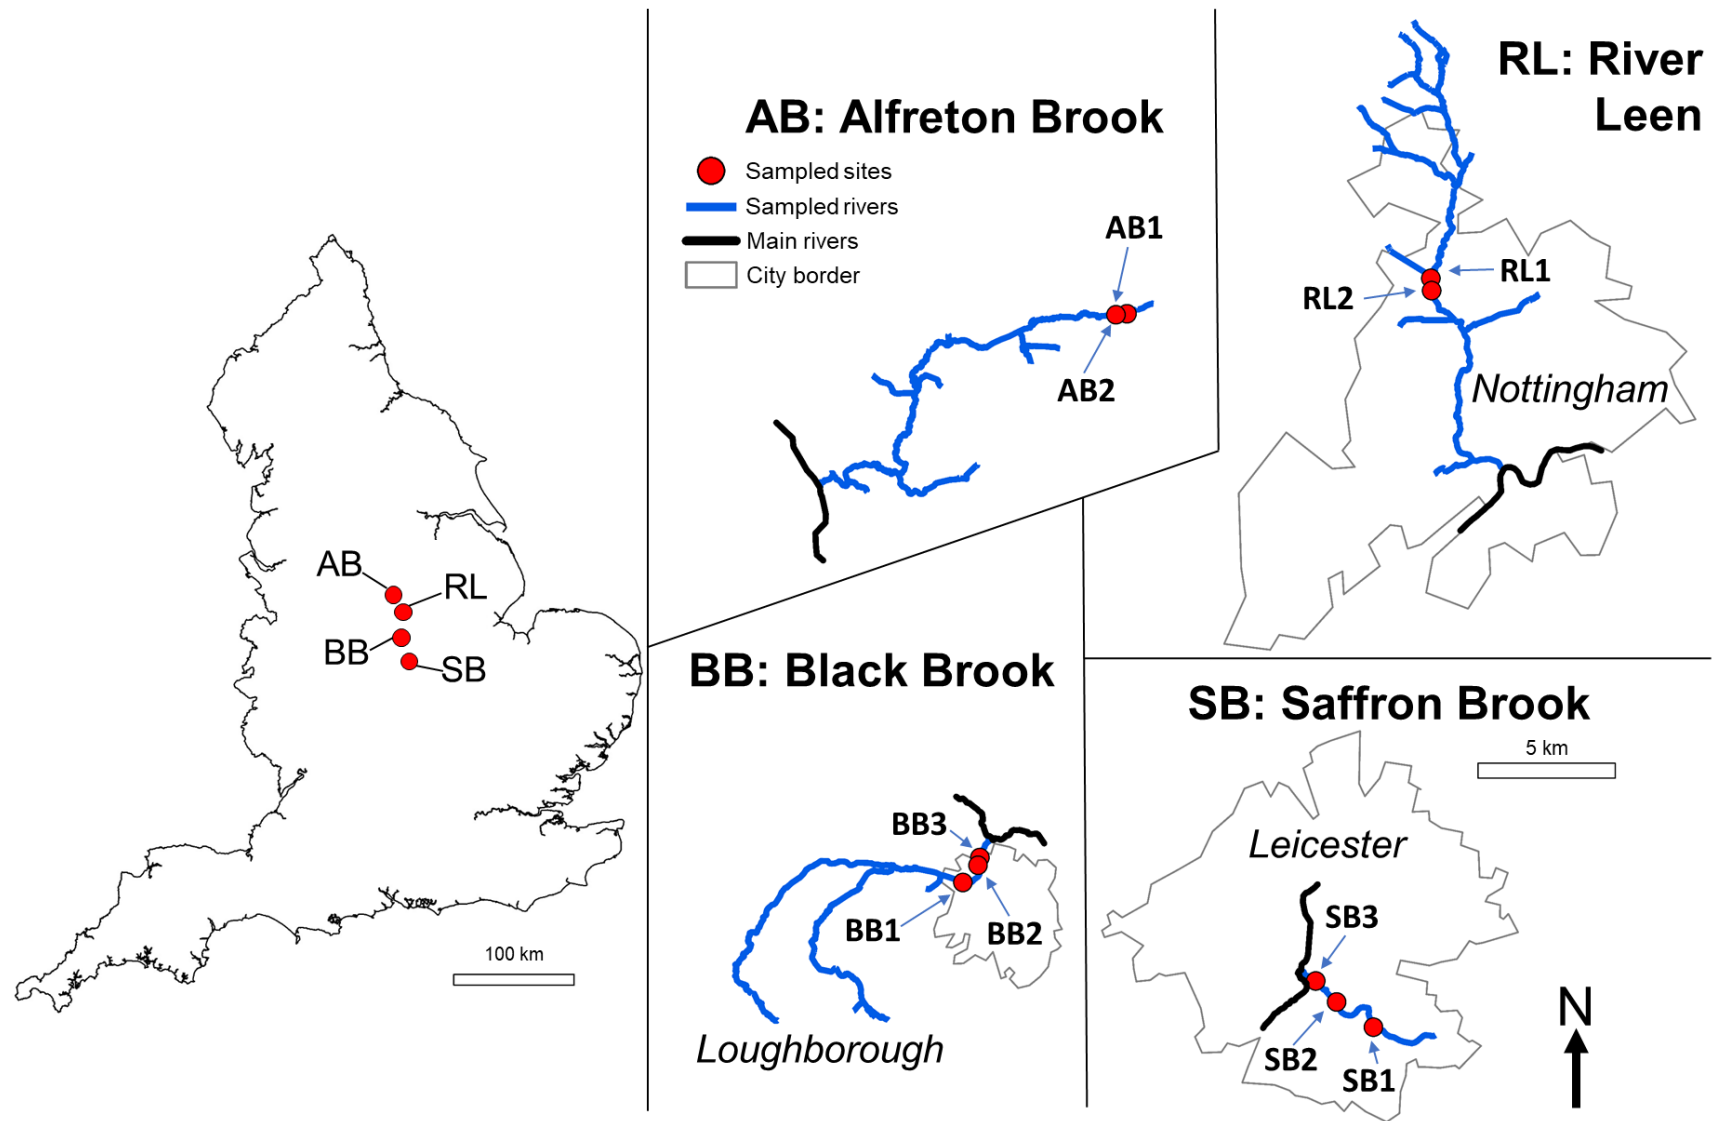 AB
RL
BB
SB
100 km
AB: Alfreton Brook
Sampled sites
Sampled rivers
Main rivers
City border
AB1
AB2
RL: River
Leen
RL1
RL2
Nottingham
BB: Black Brook
BB3
BB1
BB2
Loughborough
SB: Saffron Brook
5 km
Leicester
SB3
SB2
SB1
N